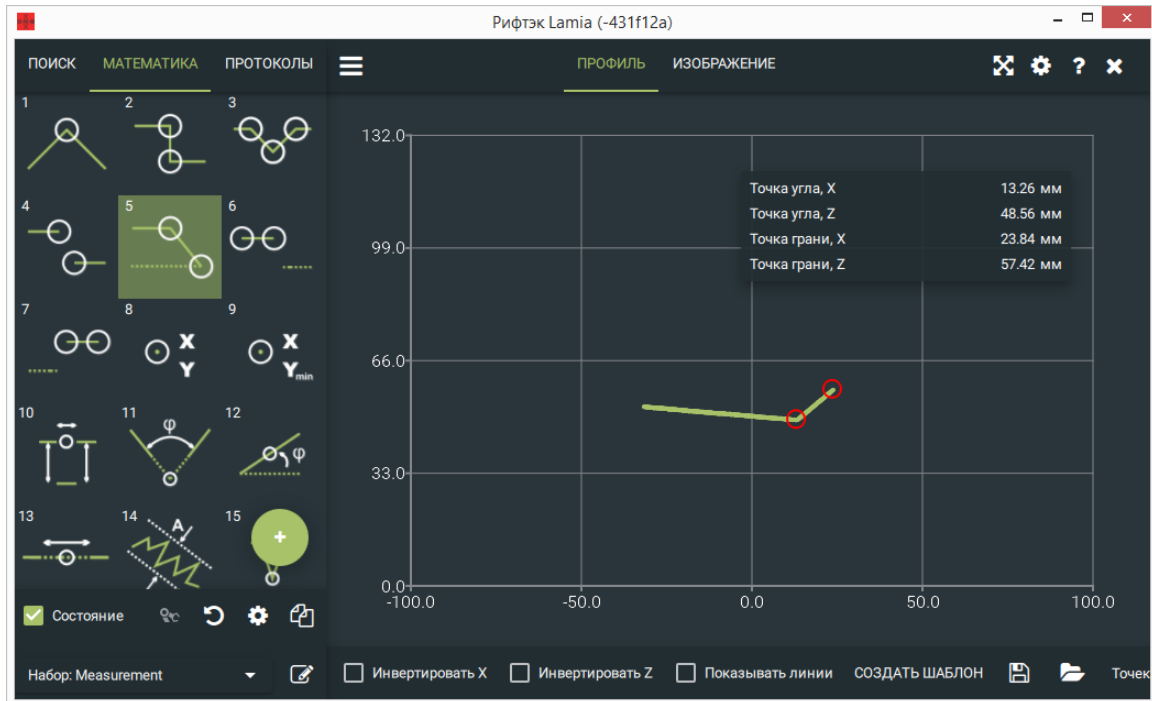 Рифтэк Lamia (-431f12a)
ПОИСК МАТЕМАТИКА ПРОТОКОЛЫ
ПРОФИЛЬ ИЗОБРАЖЕНИЕ ?
1 2 3
4 5 6
7 8 X Y 9 X Ymin
10 11 φ 12 φ
13 14 A 15
+
Состояние
Набор: Measurement
132.0
99.0
66.0
33.0
0.0
-100.0 -50.0 0.0 50.0 100.0
Точка угла, X 13.26 мм
Точка угла, Z 48.56 мм
Точка грани, X 23.84 мм
Точка грани, Z 57.42 мм
Инвертировать X Инвертировать Z Показывать линии СОЗДАТЬ ШАБЛОН Точек